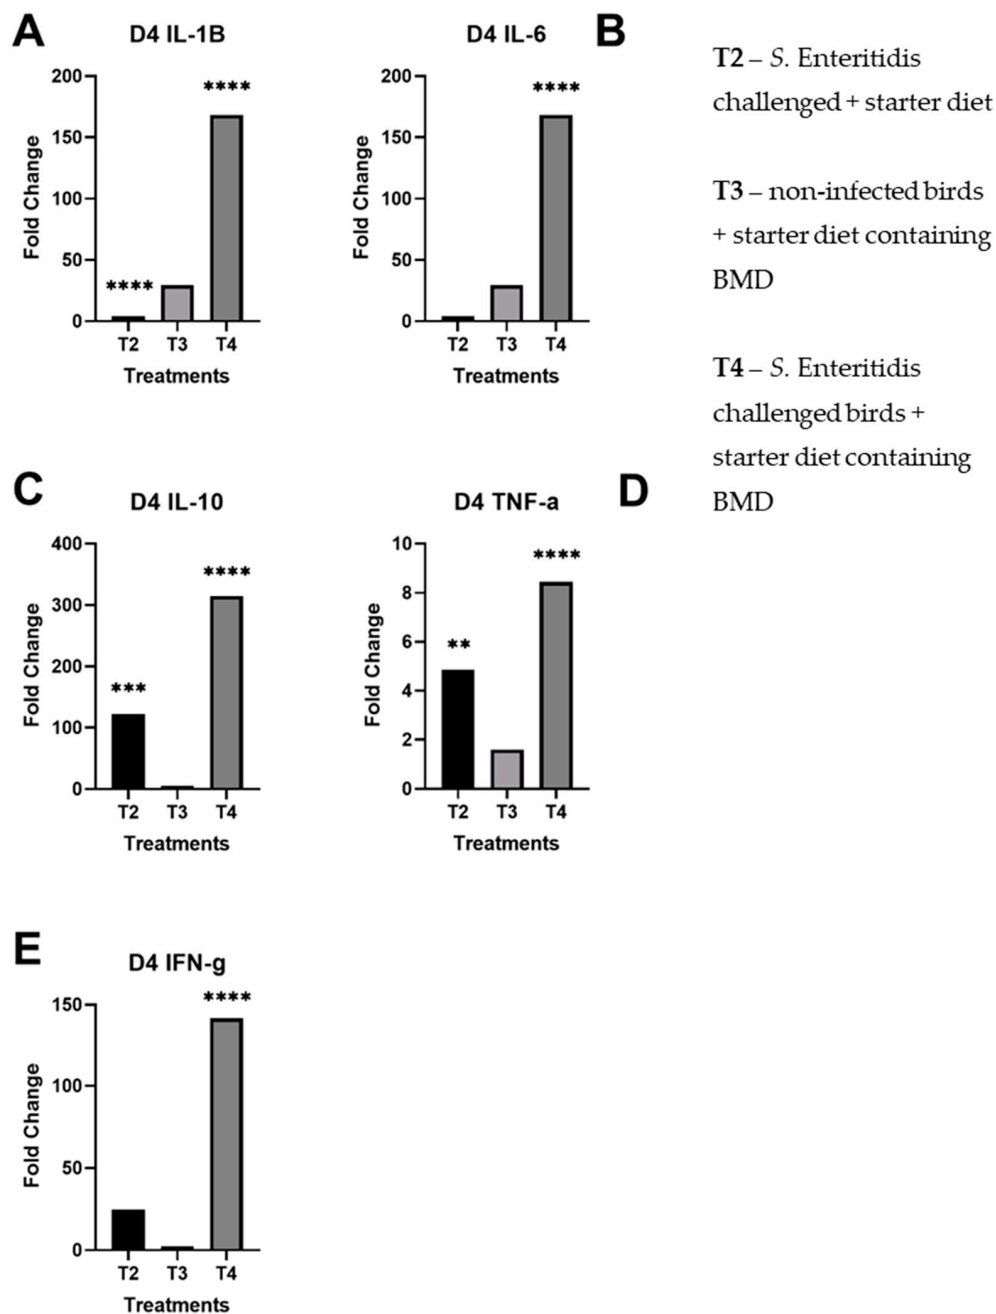 A
D4 IL-1B
Fold Change
200
150
100
50
0
****
****
T2 T3 T4
Treatments
D4 IL-6
B
Fold Change
200
150
100
50
0
****
T2 T3 T4
Treatments
T2 – S. Enteritidis
challenged + starter diet
T3 – non-infected birds
+ starter diet containing
BMD
T4 – S. Enteritidis
challenged birds +
starter diet containing
BMD
C
D4 IL-10
Fold Change
400
300
200
100
0
***
****
T2 T3 T4
Treatments
D4 TNF-a
D
Fold Change
10
8
6
4
2
0
**
****
T2 T3 T4
Treatments
E
D4 IFN-g
Fold Change
150
100
50
0
****
T2 T3 T4
Treatments